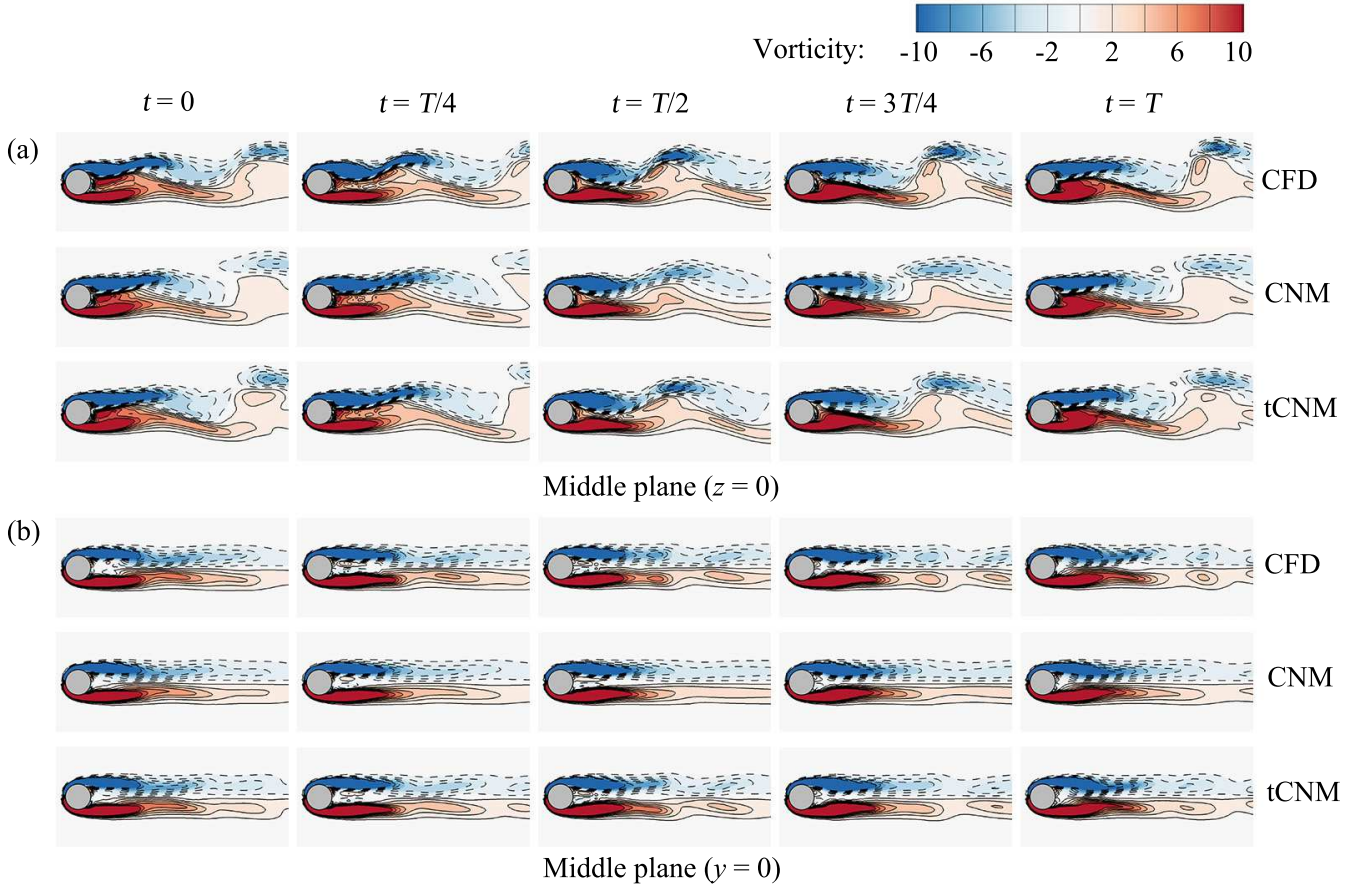 Vorticity: -10 -6 -2 2 6 10
t = 0 t = T/4 t = T/2 t = 3T/4 t = T
(a)
CFD
CNM
tCNM
Middle plane (z = 0)
(b)
CFD
CNM
tCNM
Middle plane (y = 0)